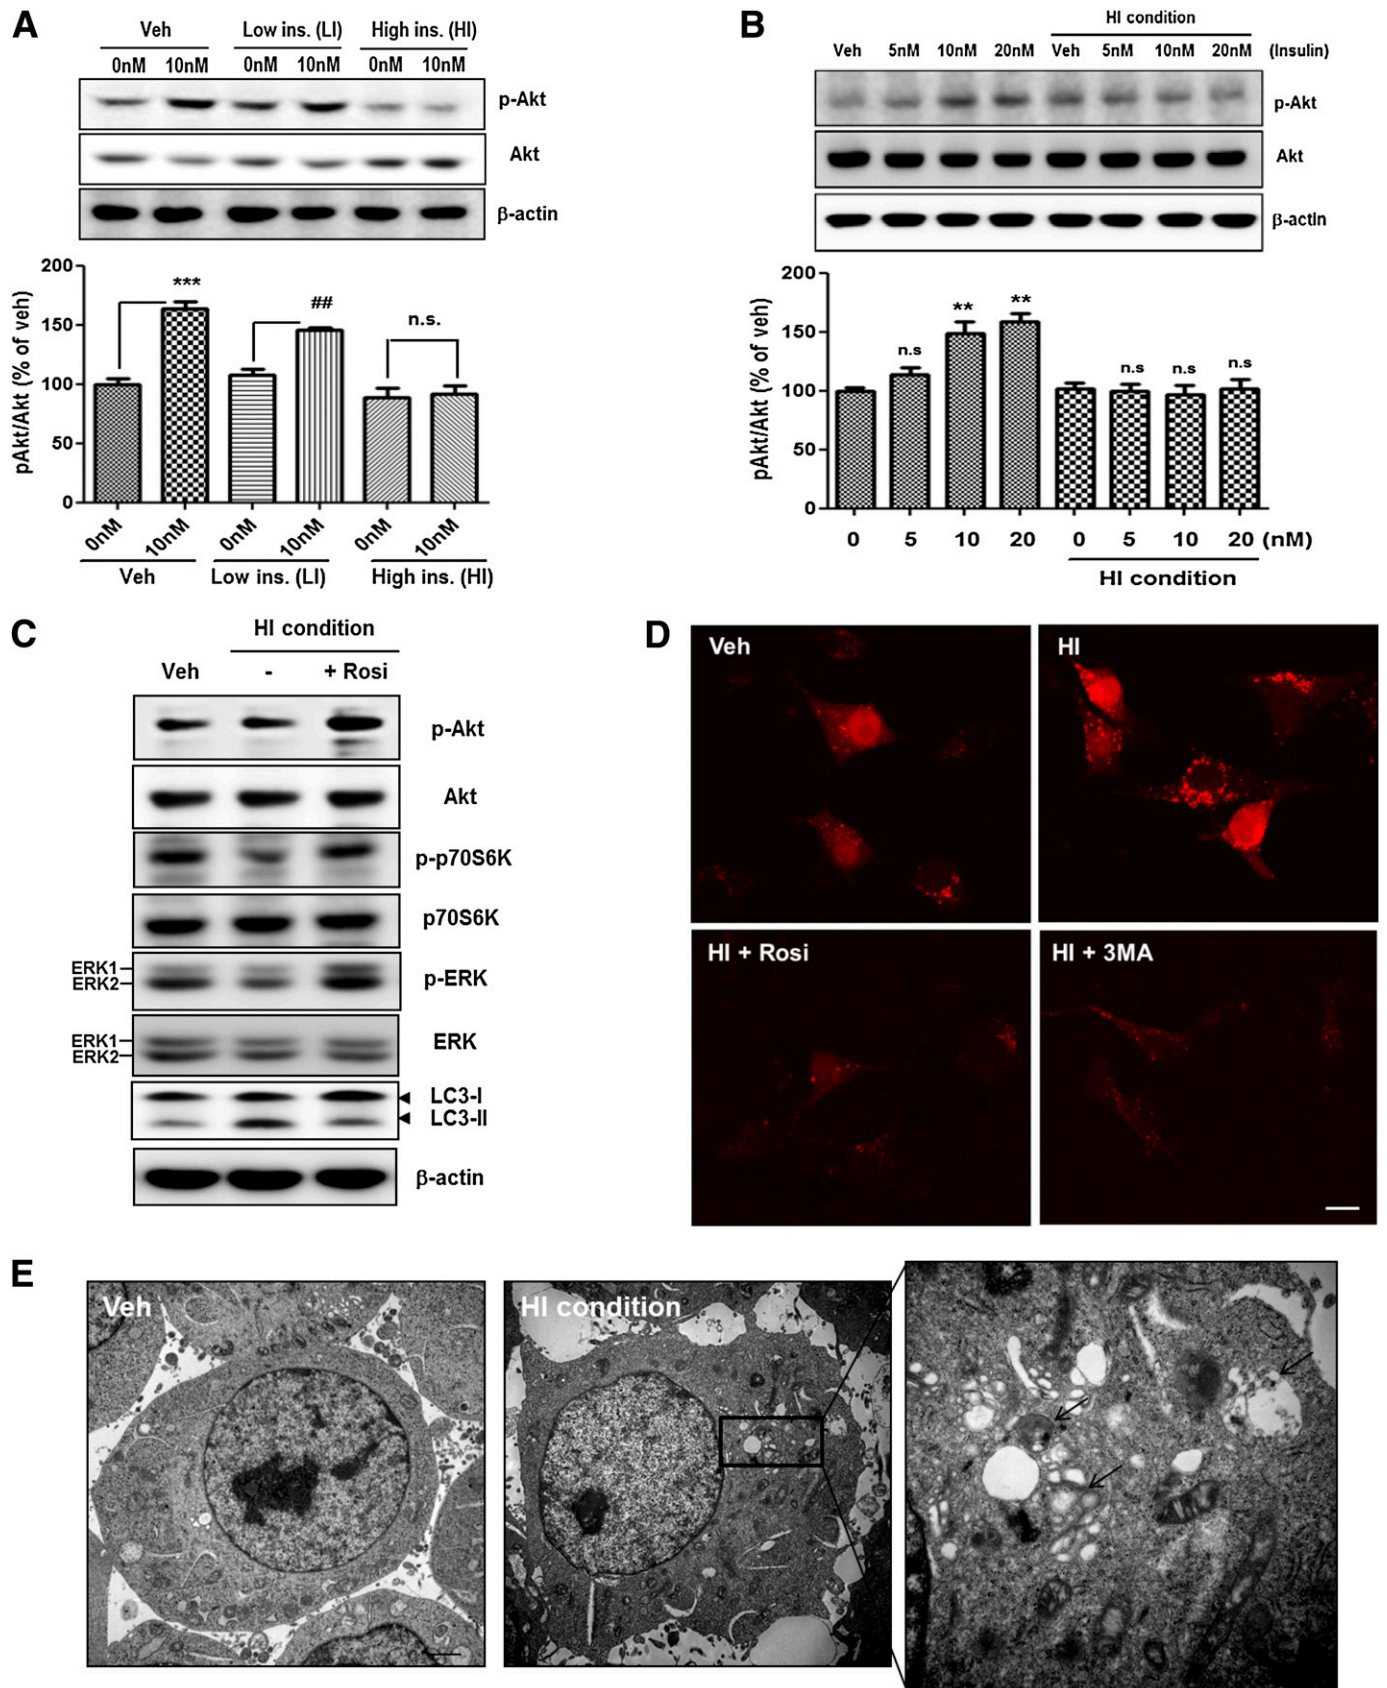 A
Veh Low ins. (LI) High ins. (HI)
0nM 10nM 0nM 10nM 0nM 10nM
p-Akt
Akt
β-actin
pAkt/Akt (% of veh)
200
150
100
50
0
*** ## n.s.
0nM 10nM 0nM 10nM 0nM 10nM
Veh Low ins. (LI) High ins. (HI)
B
HI condition
Veh 5nM 10nM 20nM Veh 5nM 10nM 20nM (Insulin)
p-Akt
Akt
β-actin
pAkt/Akt (% of veh)
200
150
100
50
0
n.s ** ** n.s n.s n.s
0 5 10 20 0 5 10 20 (nM)
HI condition
C
HI condition
Veh - + Rosi
p-Akt
Akt
p-p70S6K
p70S6K
ERK1
ERK2
p-ERK
ERK1
ERK2
ERK
LC3-I
LC3-II
β-actin
D
Veh
HI
HI + Rosi
HI + 3MA
E
Veh
HI condition